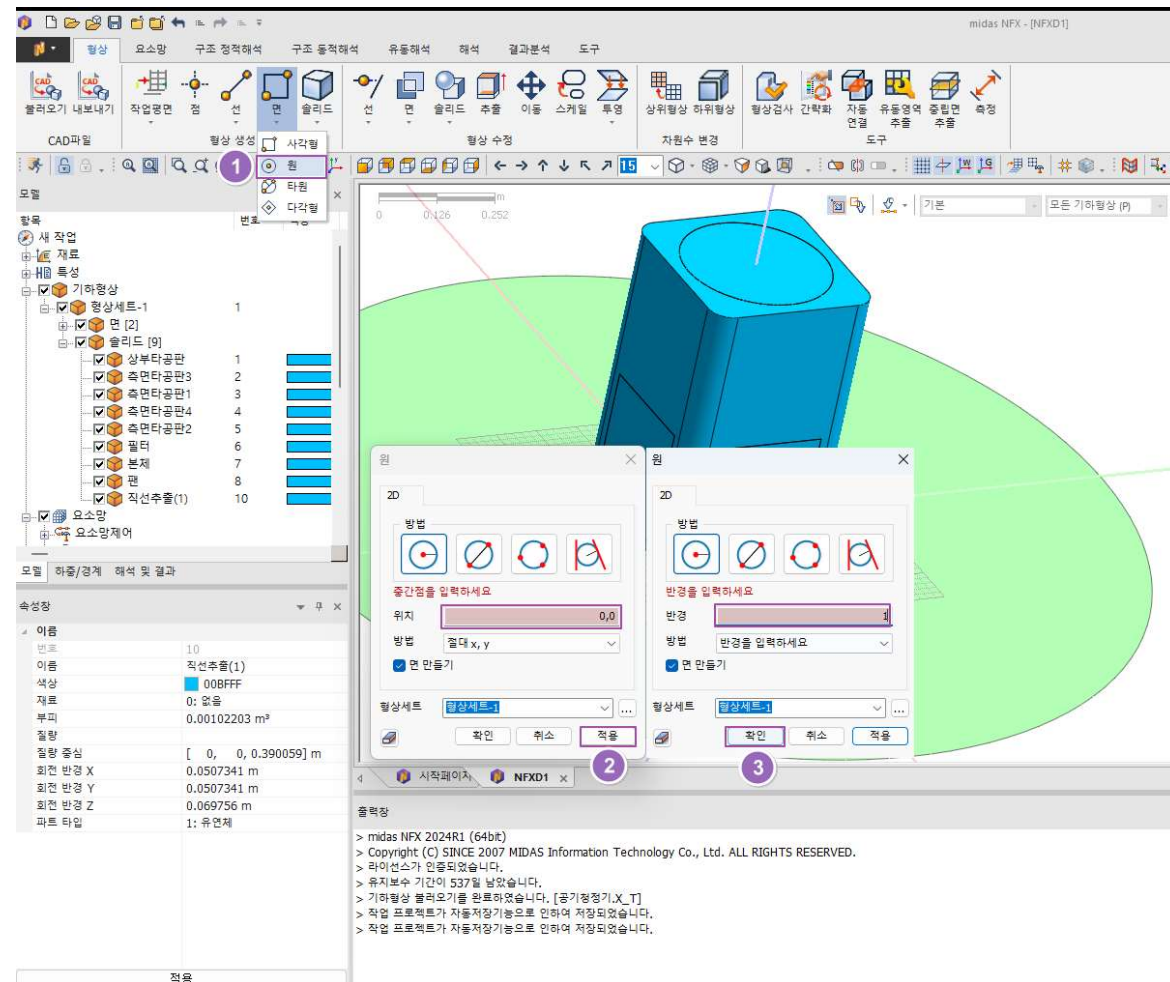 midas NFX - [NFXD1]
형상 요소망 구조 정적해석 구조 동적해석 유동해석 해석 결과분석 도구
불러오기 내보내기 작업평면 점 선 면 솔리드 선 면 솔리드 추출 이동 스케일 투영 상위형상 하위형상 형상검사 간략화 자동 연결 유동영역 추출 중립면 추출 측정
CAD파일 형상 생성 형상 수정 차원수 변경 도구
사각형
1 원
타원
다각형
15
모델
항목 번호 색상
새 작업
재료
특성
기하형상
형상세트-1 1
면 [2]
솔리드 [9]
상부타공판 1
측면타공판3 2
측면타공판1 3
측면타공판4 4
측면타공판2 5
필터 6
본체 7
팬 8
직선추출(1) 10
요소망
요소망제어
모델 하중/경계 해석 및 결과
m
0 0.126 0.252
기본 모든 기하형상 (P)
원
2D
방법
중간점을 입력하세요
위치 0,0
방법 절대 x, y
면 만들기
형상세트 형상세트-1 ...
확인 취소 적용
2
원
2D
방법
반경을 입력하세요
반경 1
방법 반경을 입력하세요
면 만들기
형상세트 형상세트-1 ...
확인 취소 적용
3
속성창
이름
번호 10
이름 직선추출(1)
색상 00BFFF
재료 0: 없음
부피 0.00102203 m³
질량
질량 중심 [ 0, 0, 0.390059] m
회전 반경 X 0.0507341 m
회전 반경 Y 0.0507341 m
회전 반경 Z 0.069756 m
파트 타입 1: 유연체
적용
시작페이지 NFXD1
출력창
> midas NFX 2024R1 (64bit)
> Copyright (C) SINCE 2007 MIDAS Information Technology Co., Ltd. ALL RIGHTS RESERVED.
> 라이선스가 인증되었습니다.
> 유지보수 기간이 537일 남았습니다.
> 기하형상 불러오기를 완료하였습니다. [공기청정기.X_T]
> 작업 프로젝트가 자동저장기능으로 인하여 저장되었습니다.
> 작업 프로젝트가 자동저장기능으로 인하여 저장되었습니다.